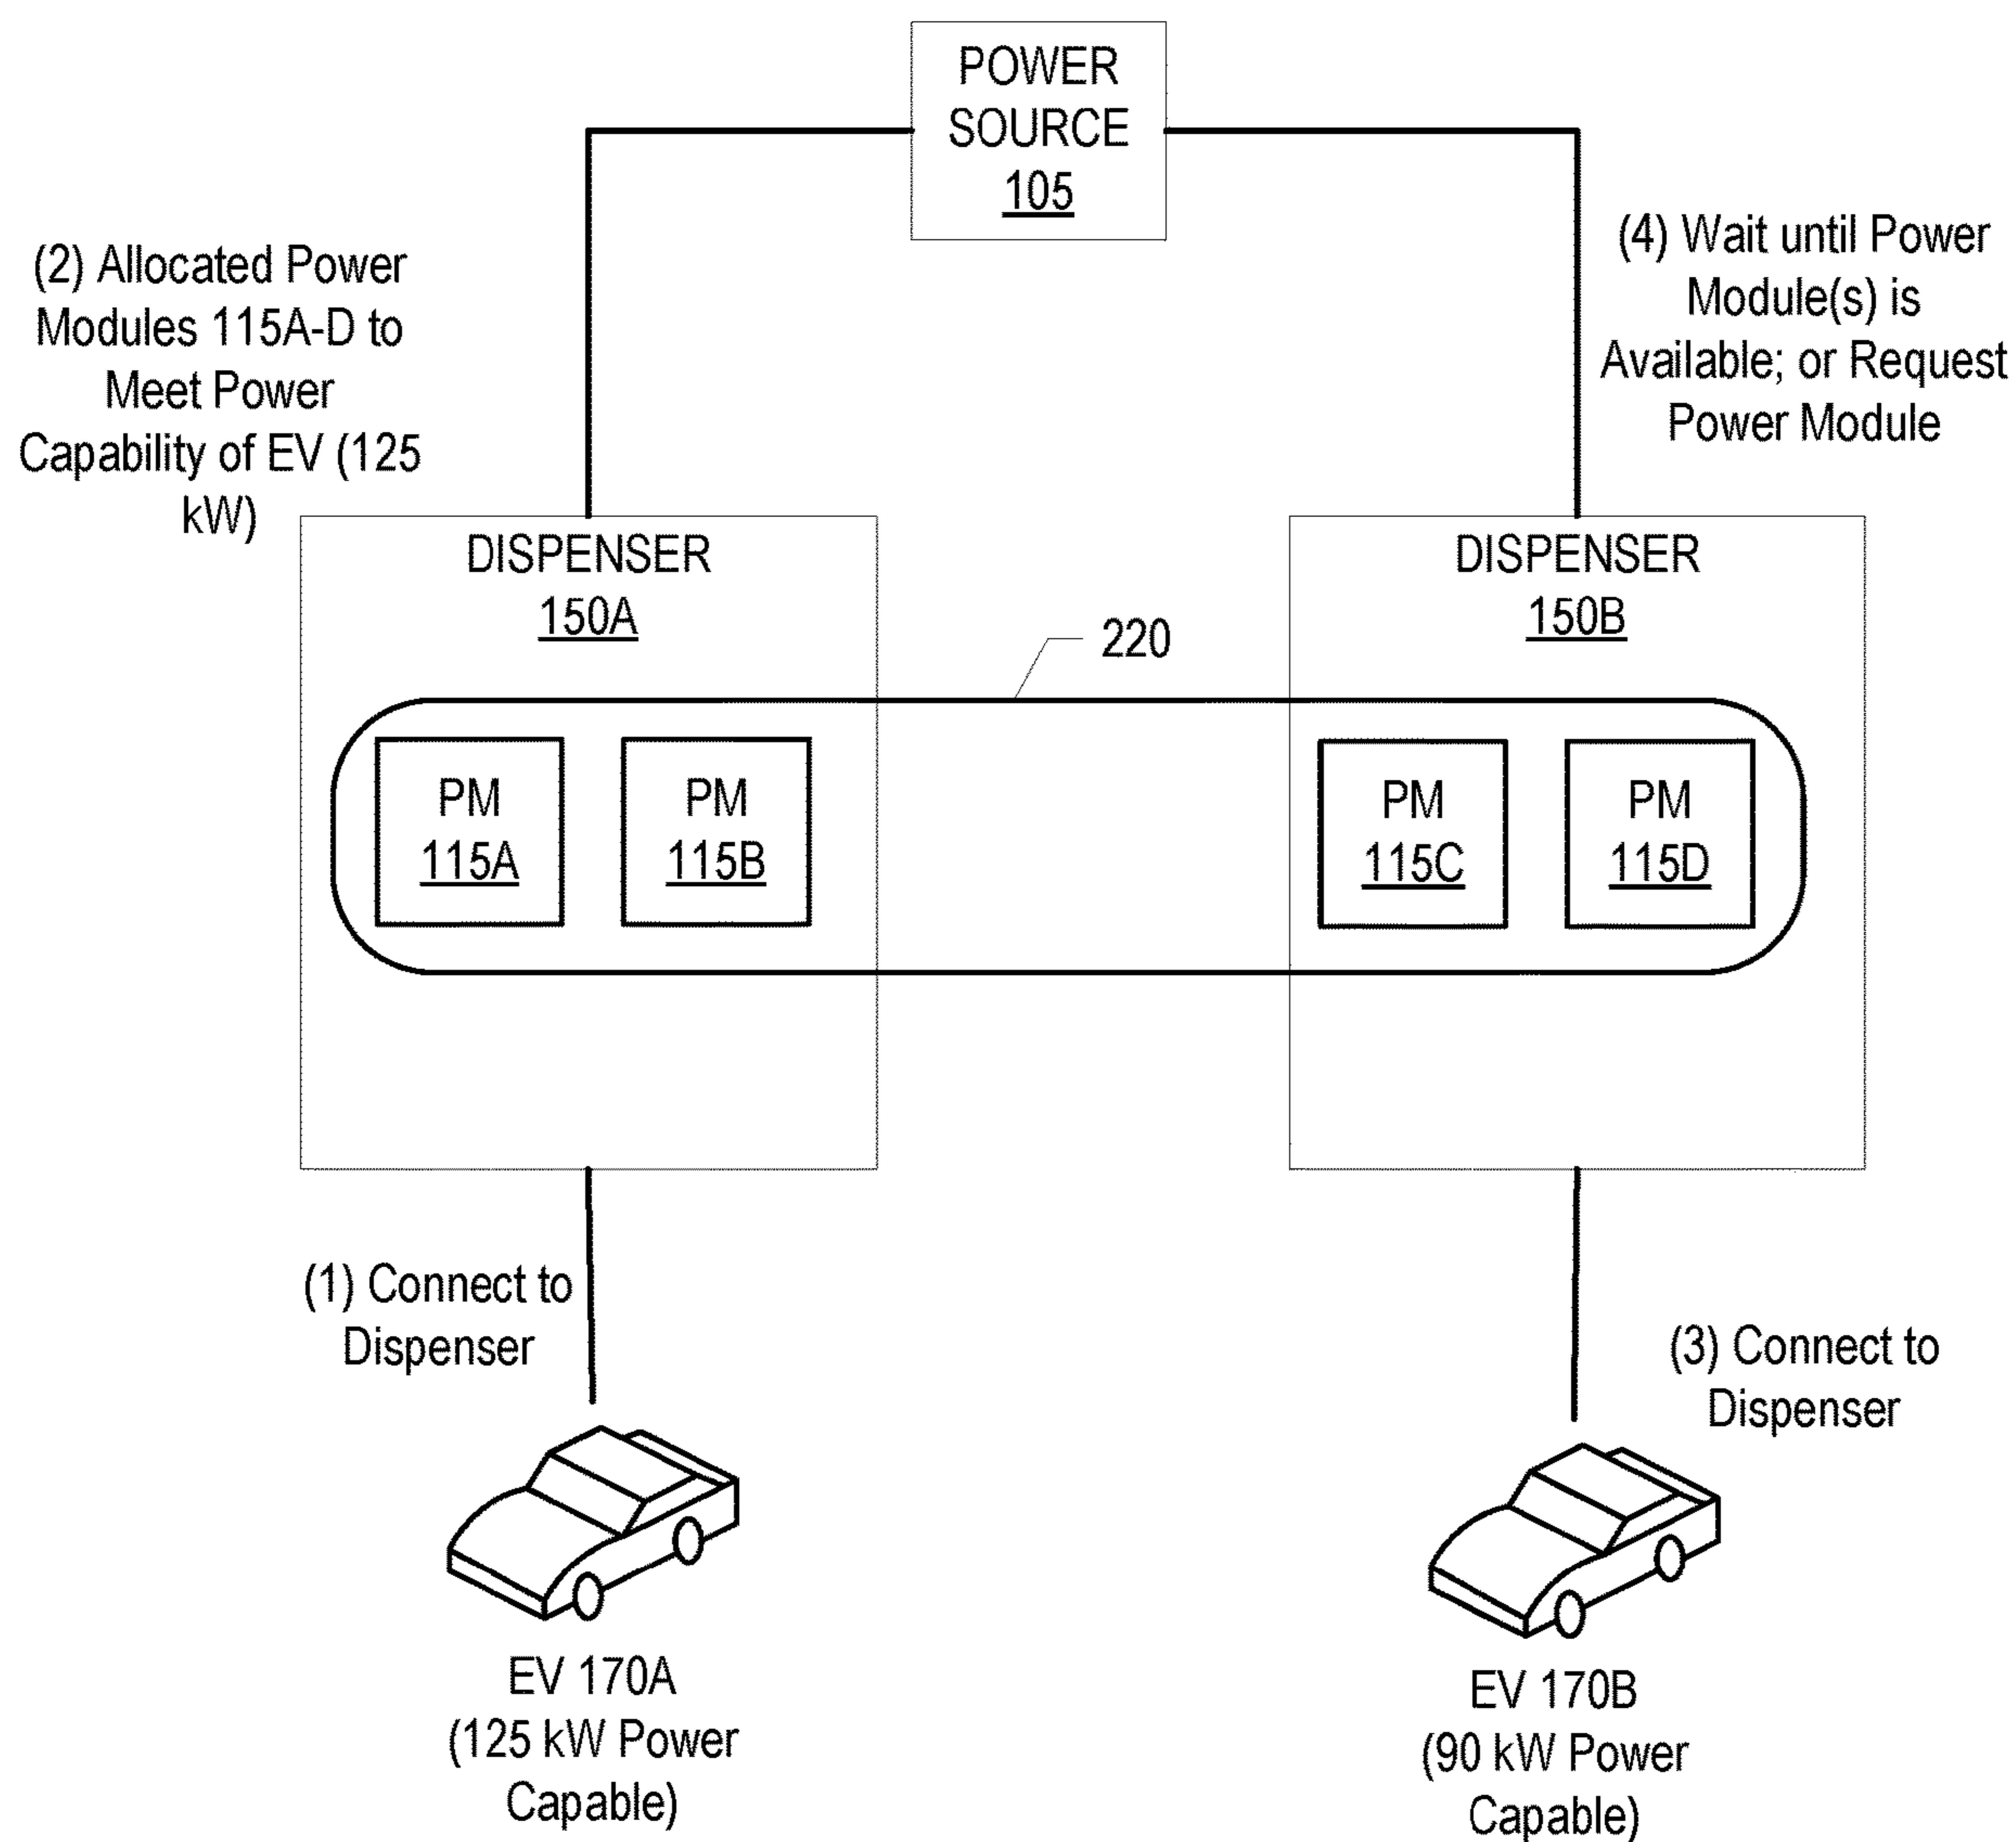 POWER
SOURCE
105
(2) Allocated Power
Modules 115A-D to
Meet Power
Capability of EV (125
kW)
(4) Wait until Power
Module(s) is
Available; or Request
Power Module
DISPENSER
150A
DISPENSER
150B
220
PM
115A
PM
115B
PM
115C
PM
115D
(1) Connect to
Dispenser
(3) Connect to
Dispenser
EV 170A
(125 kW Power
Capable)
EV 170B
(90 kW Power
Capable)